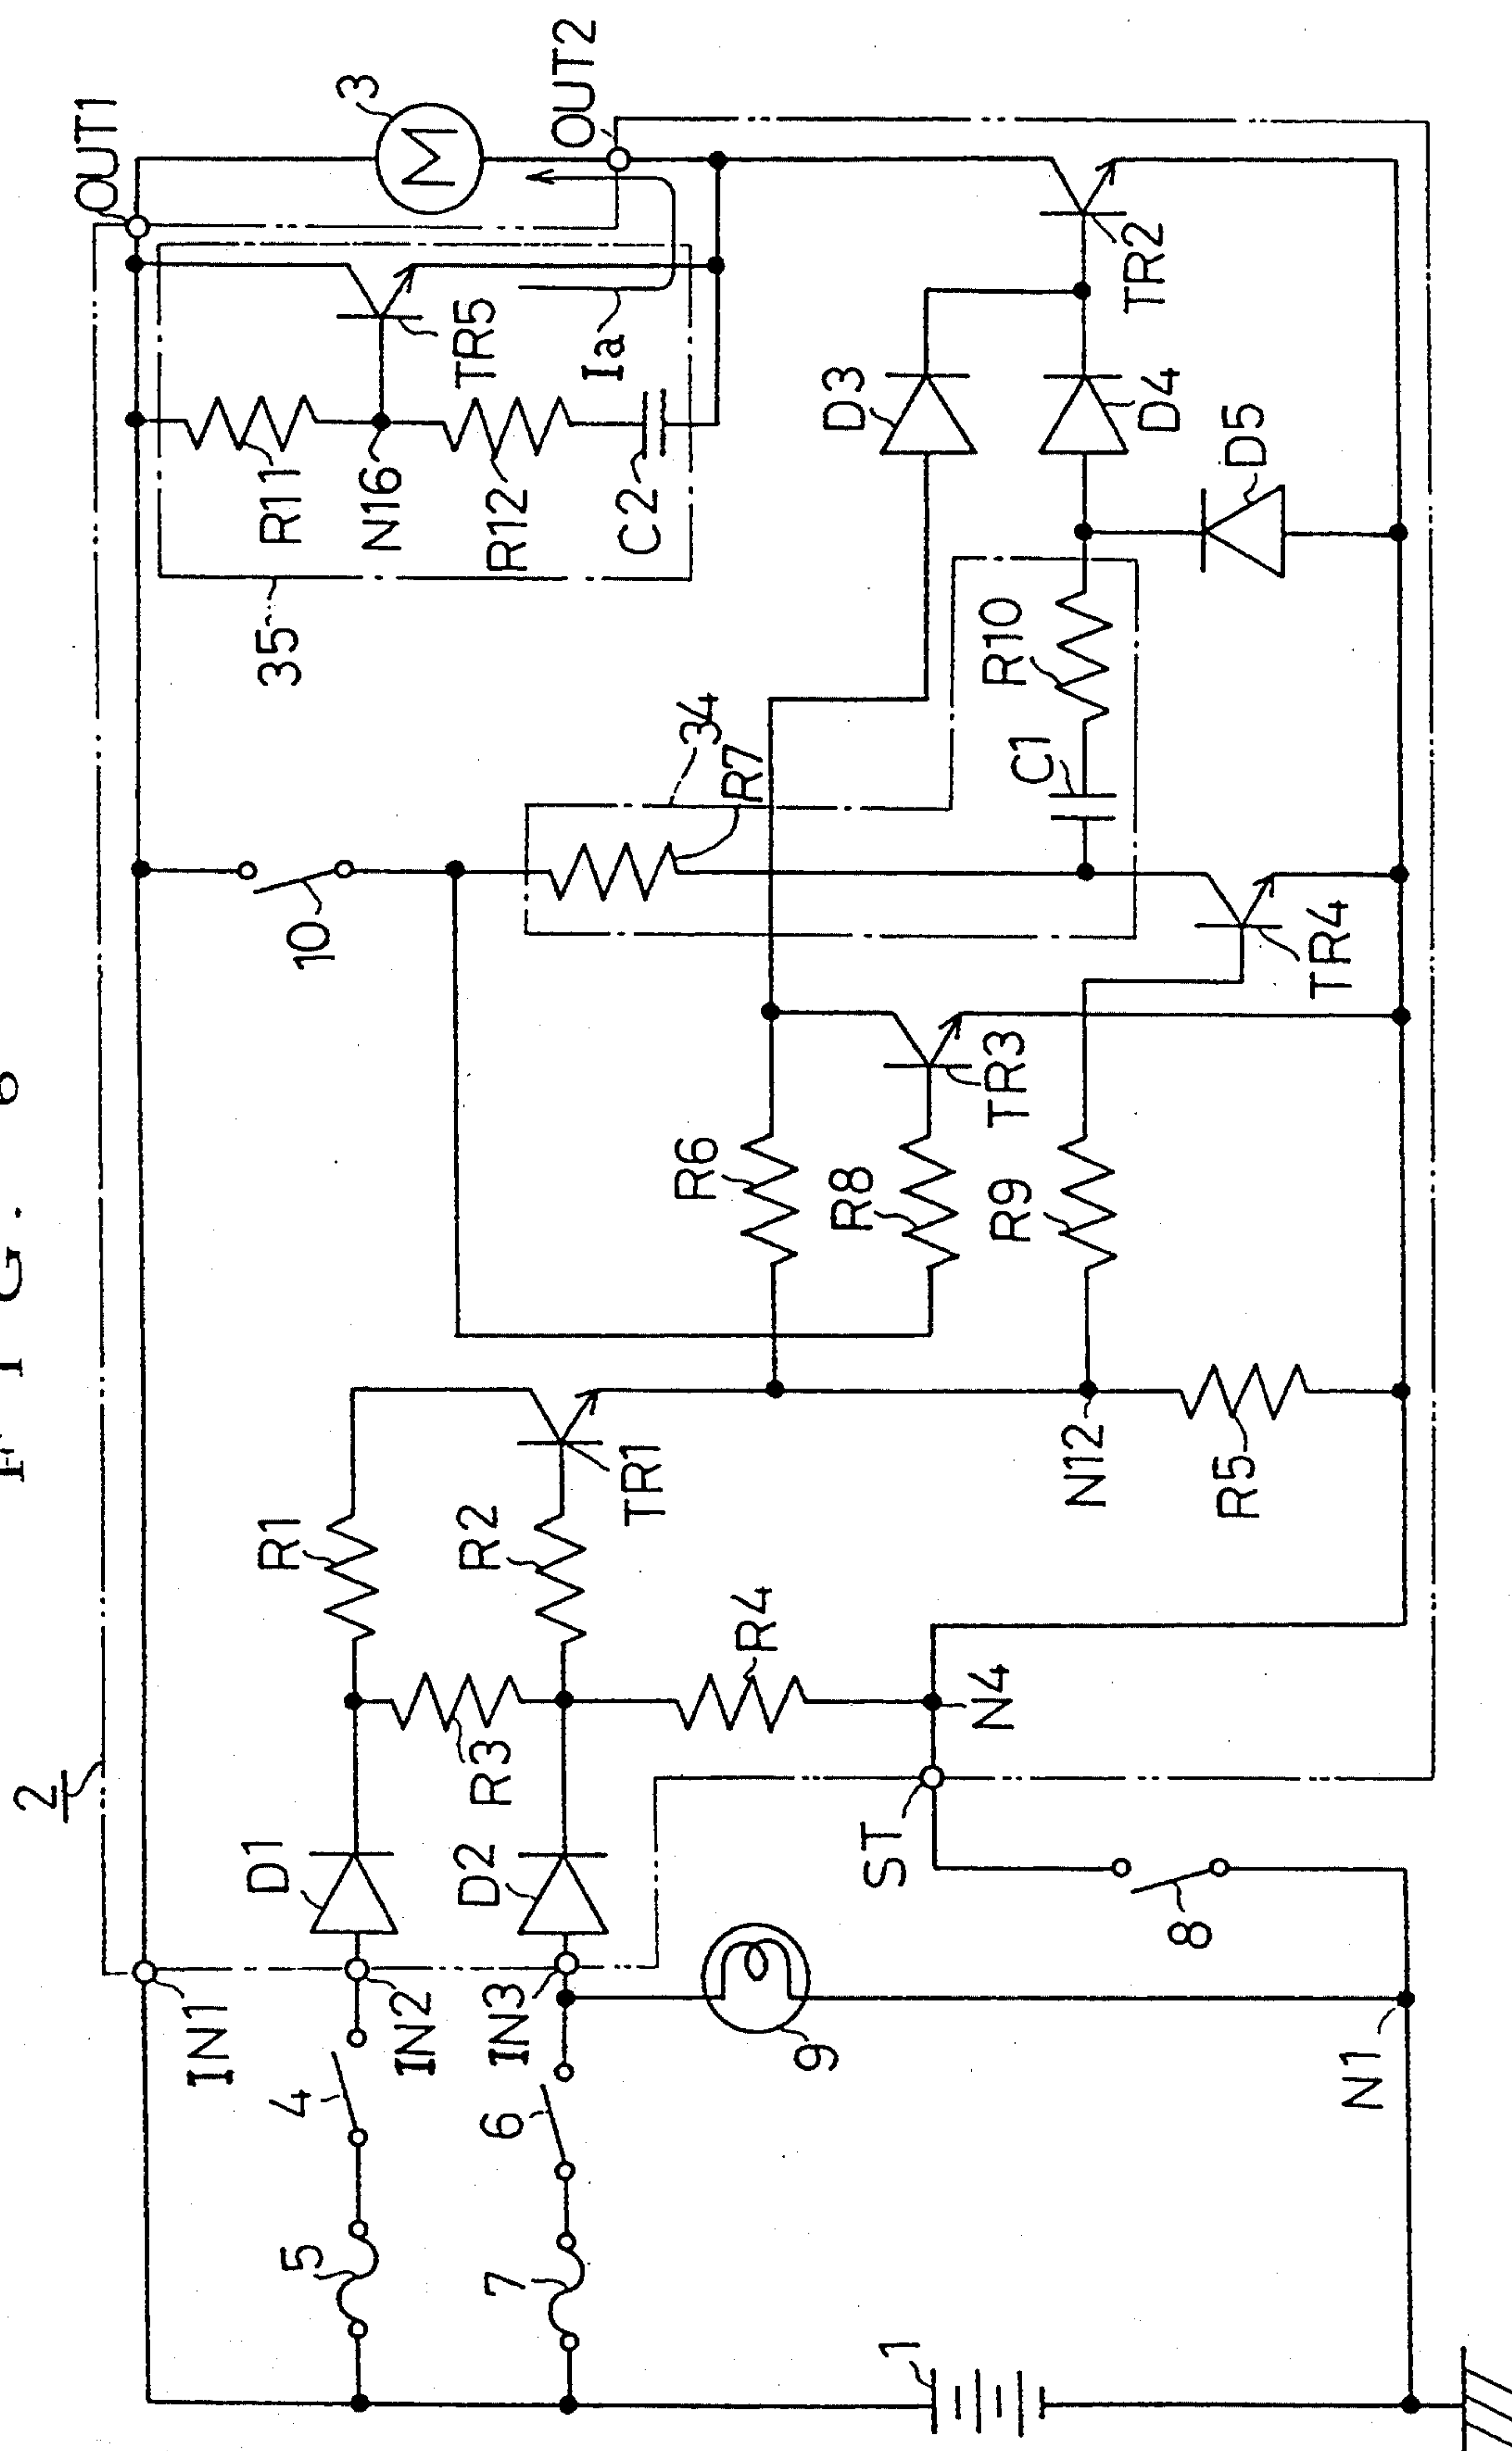 FIG. 6
2
OUT1
3
OUT2
35
R11
N16
R12
C2
TR5
Ia
10
34
R7
D3
D4
D5
TR2
R10
C1
TR4
R6
R8
R9
TR3
R1
R2
TR1
N12
R5
R3
R4
N4
D1
D2
ST
8
IN1
IN2
IN3
9
N1
4
5
6
7
1
M